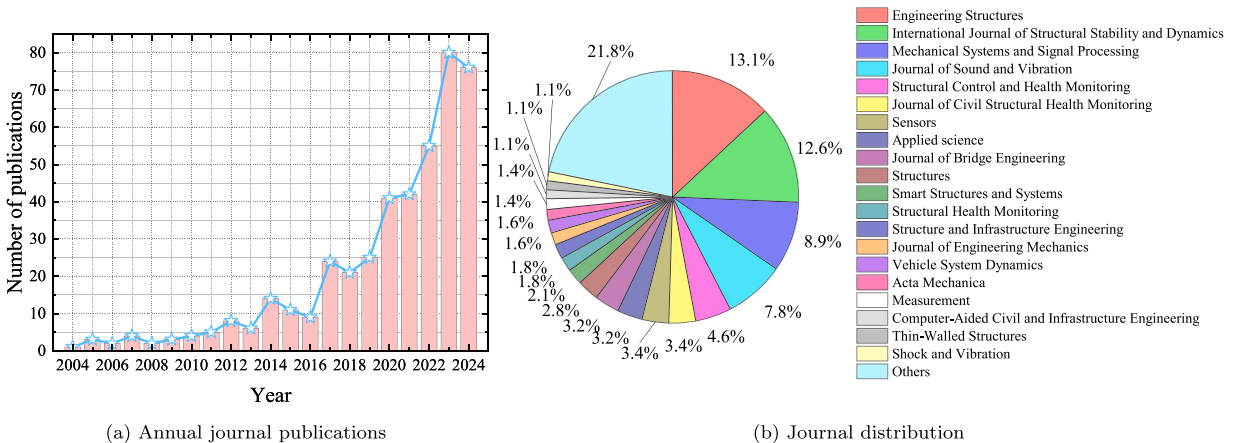 80
70
60
50
40
30
20
10
0
Number of publications
2004 2006 2008 2010 2012 2014 2016 2018 2020 2022 2024
Year
(a) Annual journal publications
13.1%
12.6%
8.9%
7.8%
4.6%
3.4%
3.4%
3.2%
3.2%
2.8%
2.1%
1.8%
1.8%
1.6%
1.6%
1.4%
1.4%
1.1%
1.1%
1.1%
21.8%
Engineering Structures
International Journal of Structural Stability and Dynamics
Mechanical Systems and Signal Processing
Journal of Sound and Vibration
Structural Control and Health Monitoring
Journal of Civil Structural Health Monitoring
Sensors
Applied science
Journal of Bridge Engineering
Structures
Smart Structures and Systems
Structural Health Monitoring
Structure and Infrastructure Engineering
Journal of Engineering Mechanics
Vehicle System Dynamics
Acta Mechanica
Measurement
Computer-Aided Civil and Infrastructure Engineering
Thin-Walled Structures
Shock and Vibration
Others
(b) Journal distribution